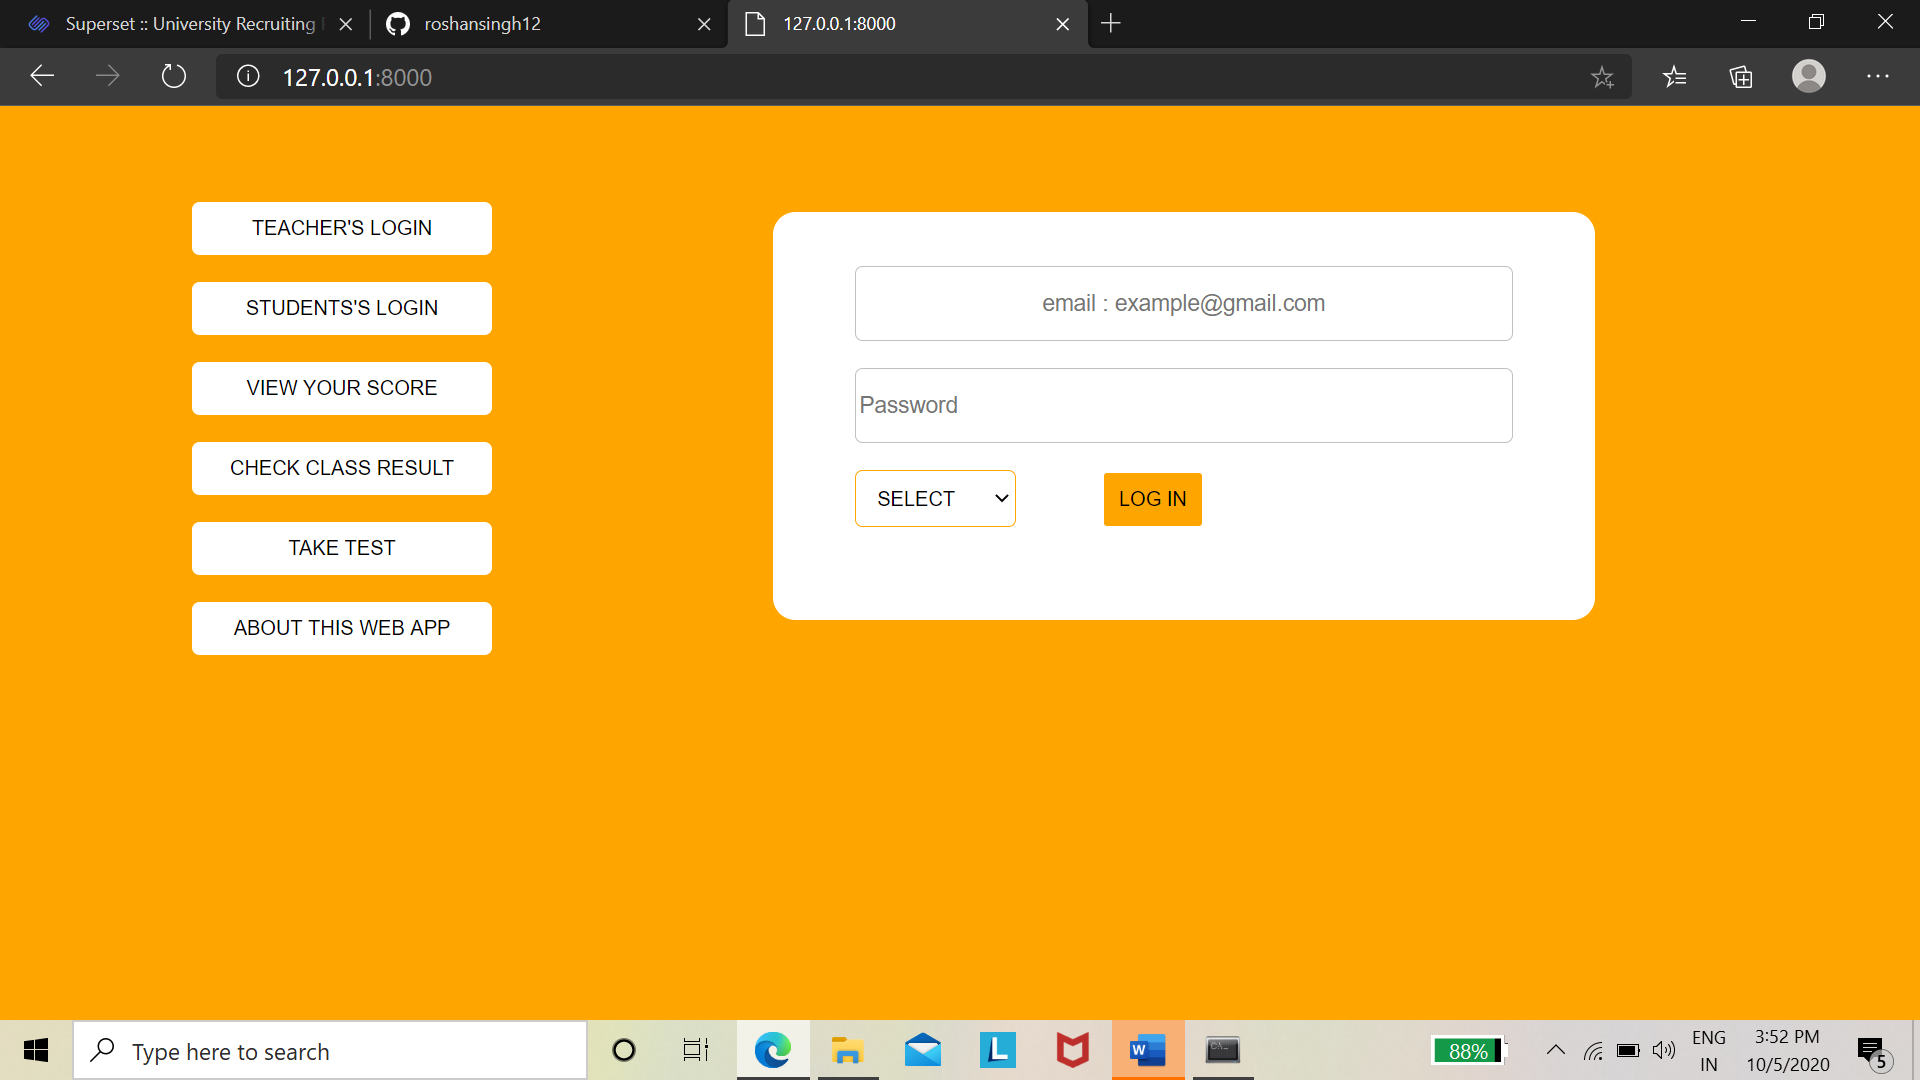 Superset :: University Recruiting
roshansingh12
127.0.0.1:8000
127.0.0.1:8000
TEACHER'S LOGIN
STUDENTS'S LOGIN
VIEW YOUR SCORE
CHECK CLASS RESULT
TAKE TEST
ABOUT THIS WEB APP
email : example@gmail.com
Password
SELECT
LOG IN
Type here to search
88%
ENG
IN
3:52 PM
10/5/2020
5